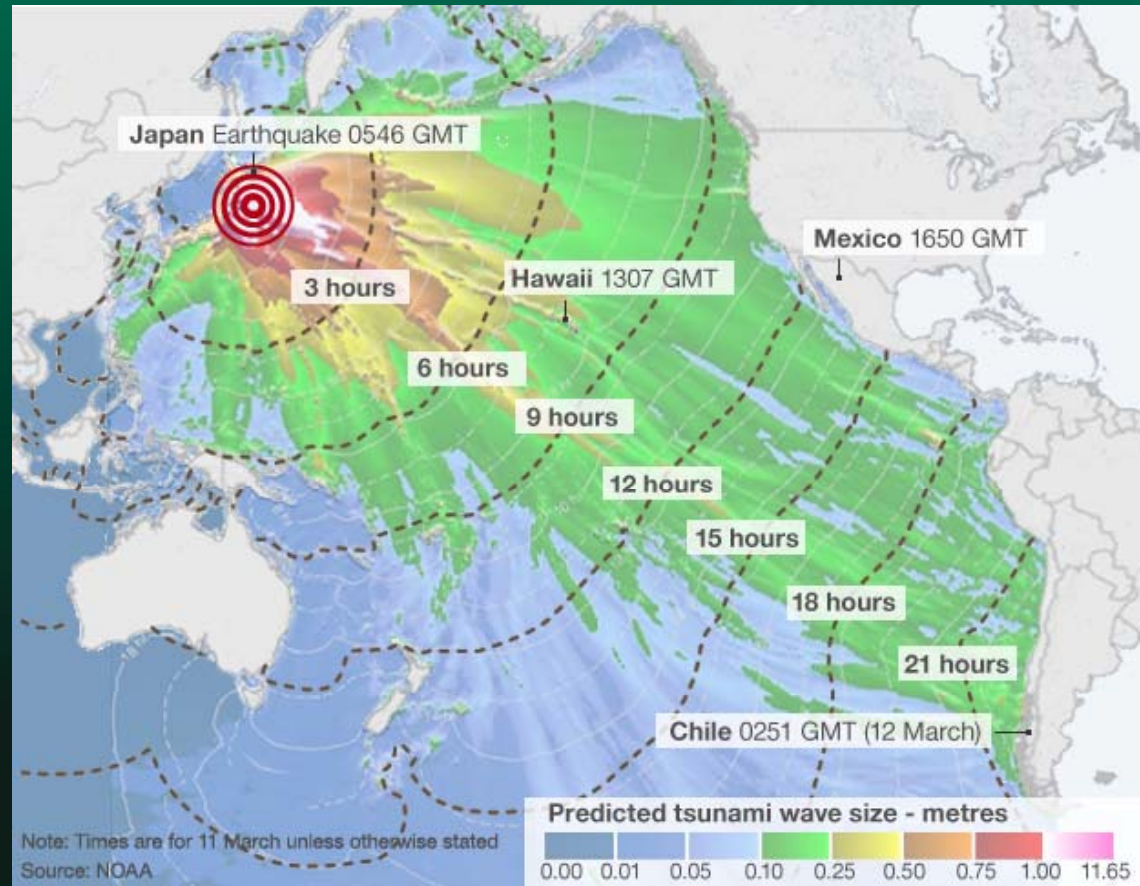 Japan Earthquake 0546 GMT
Mexico 1650 GMT
Hawaii 1307 GMT
3 hours
6 hours
9 hours
12 hours
15 hours
18 hours
21 hours
Chile 0251 GMT (12 March)
Note: Times are for 11 March unless otherwise stated
Source: NOAA
Predicted tsunami wave size - metres
0.00 0.01 0.05 0.10 0.25 0.50 0.75 1.00 11.65